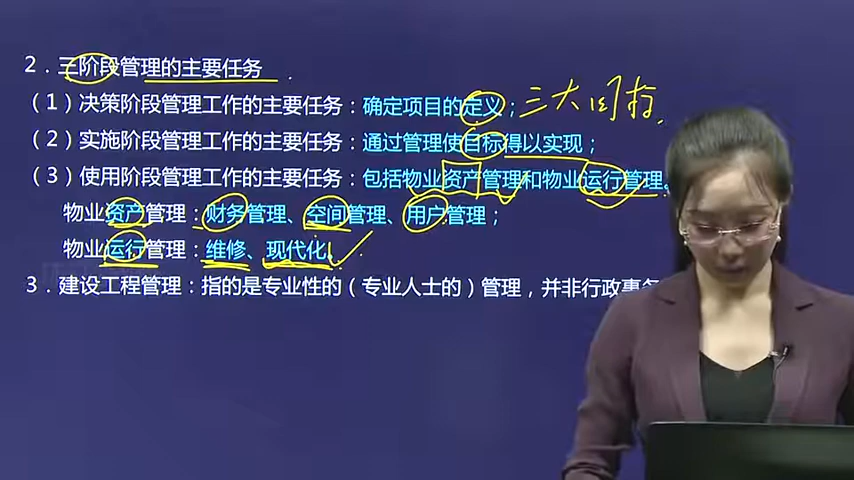 2．三阶段管理的主要任务
（1）决策阶段管理工作的主要任务：确定项目的定义；三大目标
（2）实施阶段管理工作的主要任务：通过管理使目标得以实现；
（3）使用阶段管理工作的主要任务：包括物业资产管理和物业运行管理。
物业资产管理：财务管理、空间管理、用户管理；
物业运行管理：维修、现代化。
3．建设工程管理：指的是专业性的（专业人士的）管理，并非行政事务